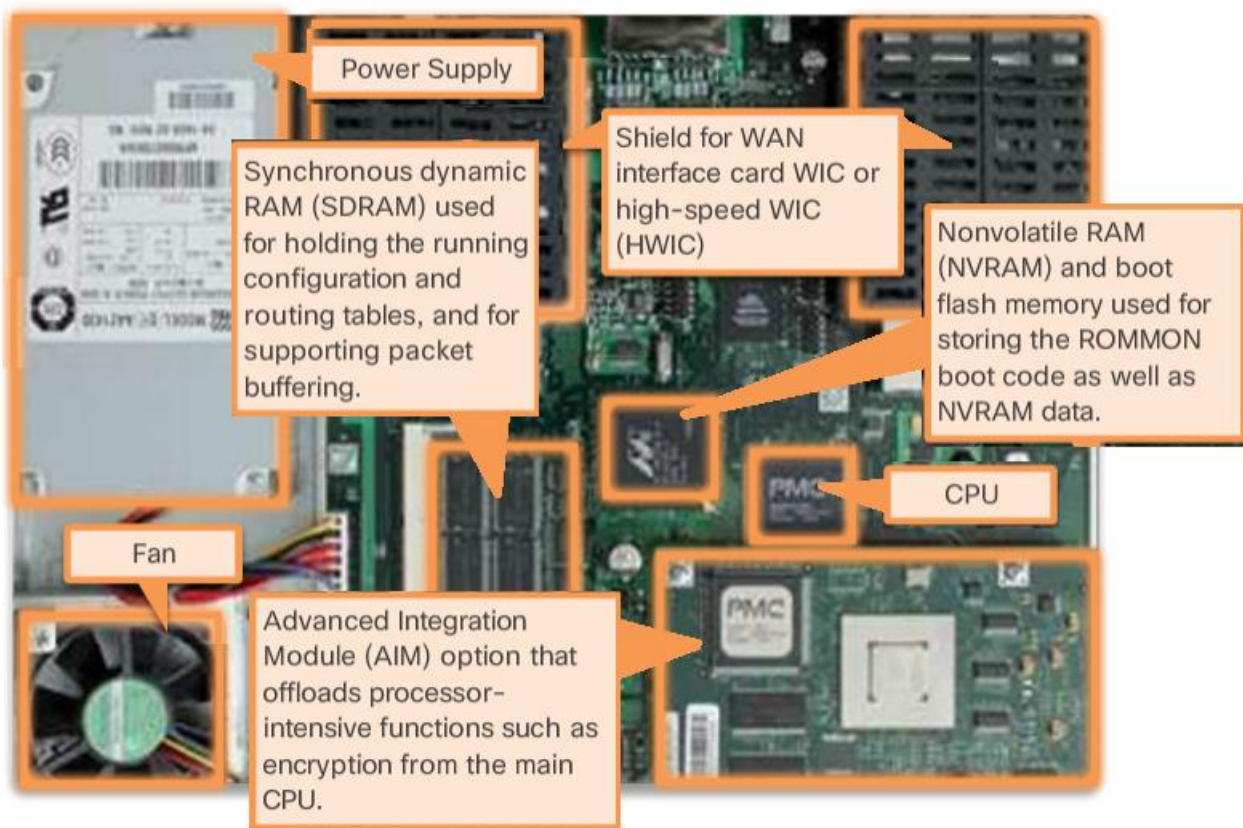 Power Supply
Shield for WAN
interface card WIC or
high-speed WIC
(HWIC)
Synchronous dynamic
RAM (SDRAM) used
for holding the running
configuration and
routing tables, and for
supporting packet
buffering.
Nonvolatile RAM
(NVRAM) and boot
flash memory used for
storing the ROMMON
boot code as well as
NVRAM data.
CPU
PMC
Fan
Advanced Integration
Module (AIM) option that
offloads processor-
intensive functions such as
encryption from the main
CPU.
PMC